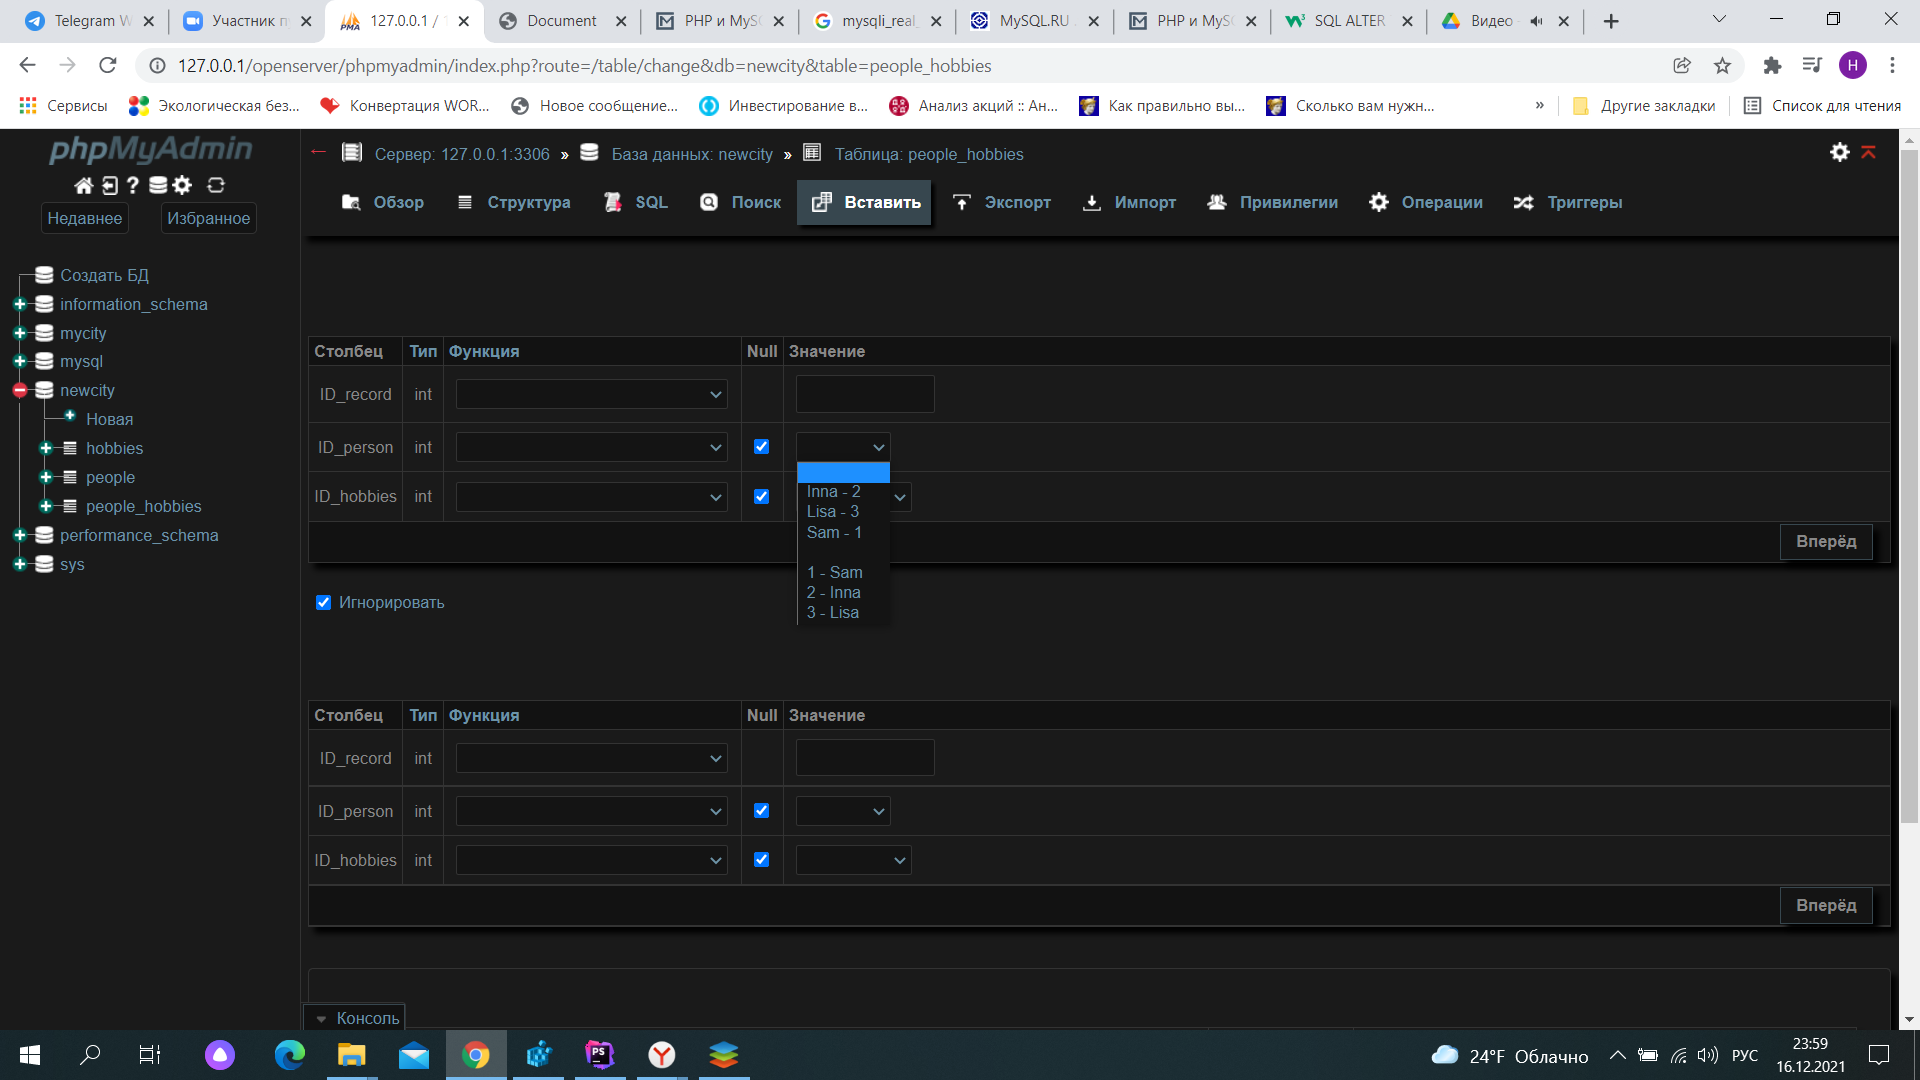 Telegram W
Участник п
127.0.0.1 /
Document
PHP и MySQ
mysqli_real_
MySQL.RU
PHP и MySQ
SQL ALTER
Видео
127.0.0.1/openserver/phpmyadmin/index.php?route=/table/change&db=newcity&table=people_hobbies
H
Сервисы
Экологическая без...
Конвертация WOR...
Новое сообщение...
Инвестирование в...
Анализ акций :: Ан...
Как правильно вы...
Сколько вам нужн...
»
Другие закладки
Список для чтения
phpMyAdmin
Недавнее
Избранное
Создать БД
information_schema
mycity
mysql
newcity
Новая
hobbies
people
people_hobbies
performance_schema
sys
Сервер: 127.0.0.1:3306 » База данных: newcity » Таблица: people_hobbies
Обзор
Структура
SQL
Поиск
Вставить
Экспорт
Импорт
Привилегии
Операции
Триггеры
Столбец Тип Функция Null Значение
ID_record int
ID_person int
ID_hobbies int
Inna - 2
Lisa - 3
Sam - 1
1 - Sam
2 - Inna
3 - Lisa
Вперёд
Игнорировать
Столбец Тип Функция Null Значение
ID_record int
ID_person int
ID_hobbies int
Вперёд
Консоль
24°F Облачно
РУС
23:59
16.12.2021